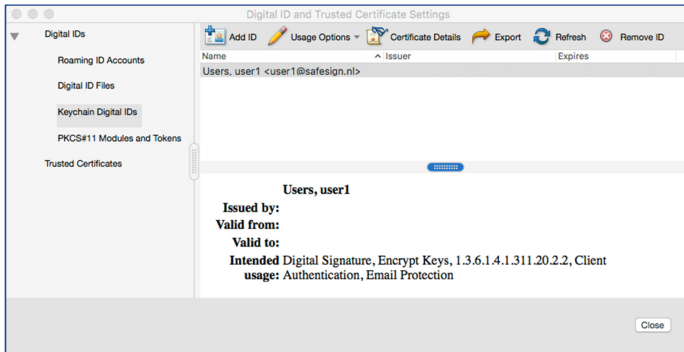 Digital ID and Trusted Certificate Settings
Digital IDs
Roaming ID Accounts
Digital ID Files
Keychain Digital IDs
PKCS#11 Modules and Tokens
Trusted Certificates
Add ID Usage Options Certificate Details Export Refresh Remove ID
Name Issuer Expires
Users, user1 <user1@safesign.nl>
Users, user1
Issued by:
Valid from:
Valid to:
Intended Digital Signature, Encrypt Keys, 1.3.6.1.4.1.311.20.2.2, Client
usage: Authentication, Email Protection
Close